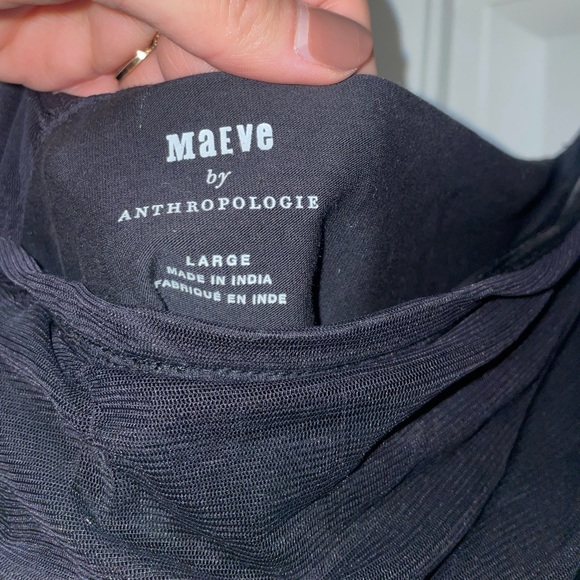 MaEve
by
ANTHROPOLOGIE
LARGE
MADE IN INDIA
FABRIQUÉ EN INDE